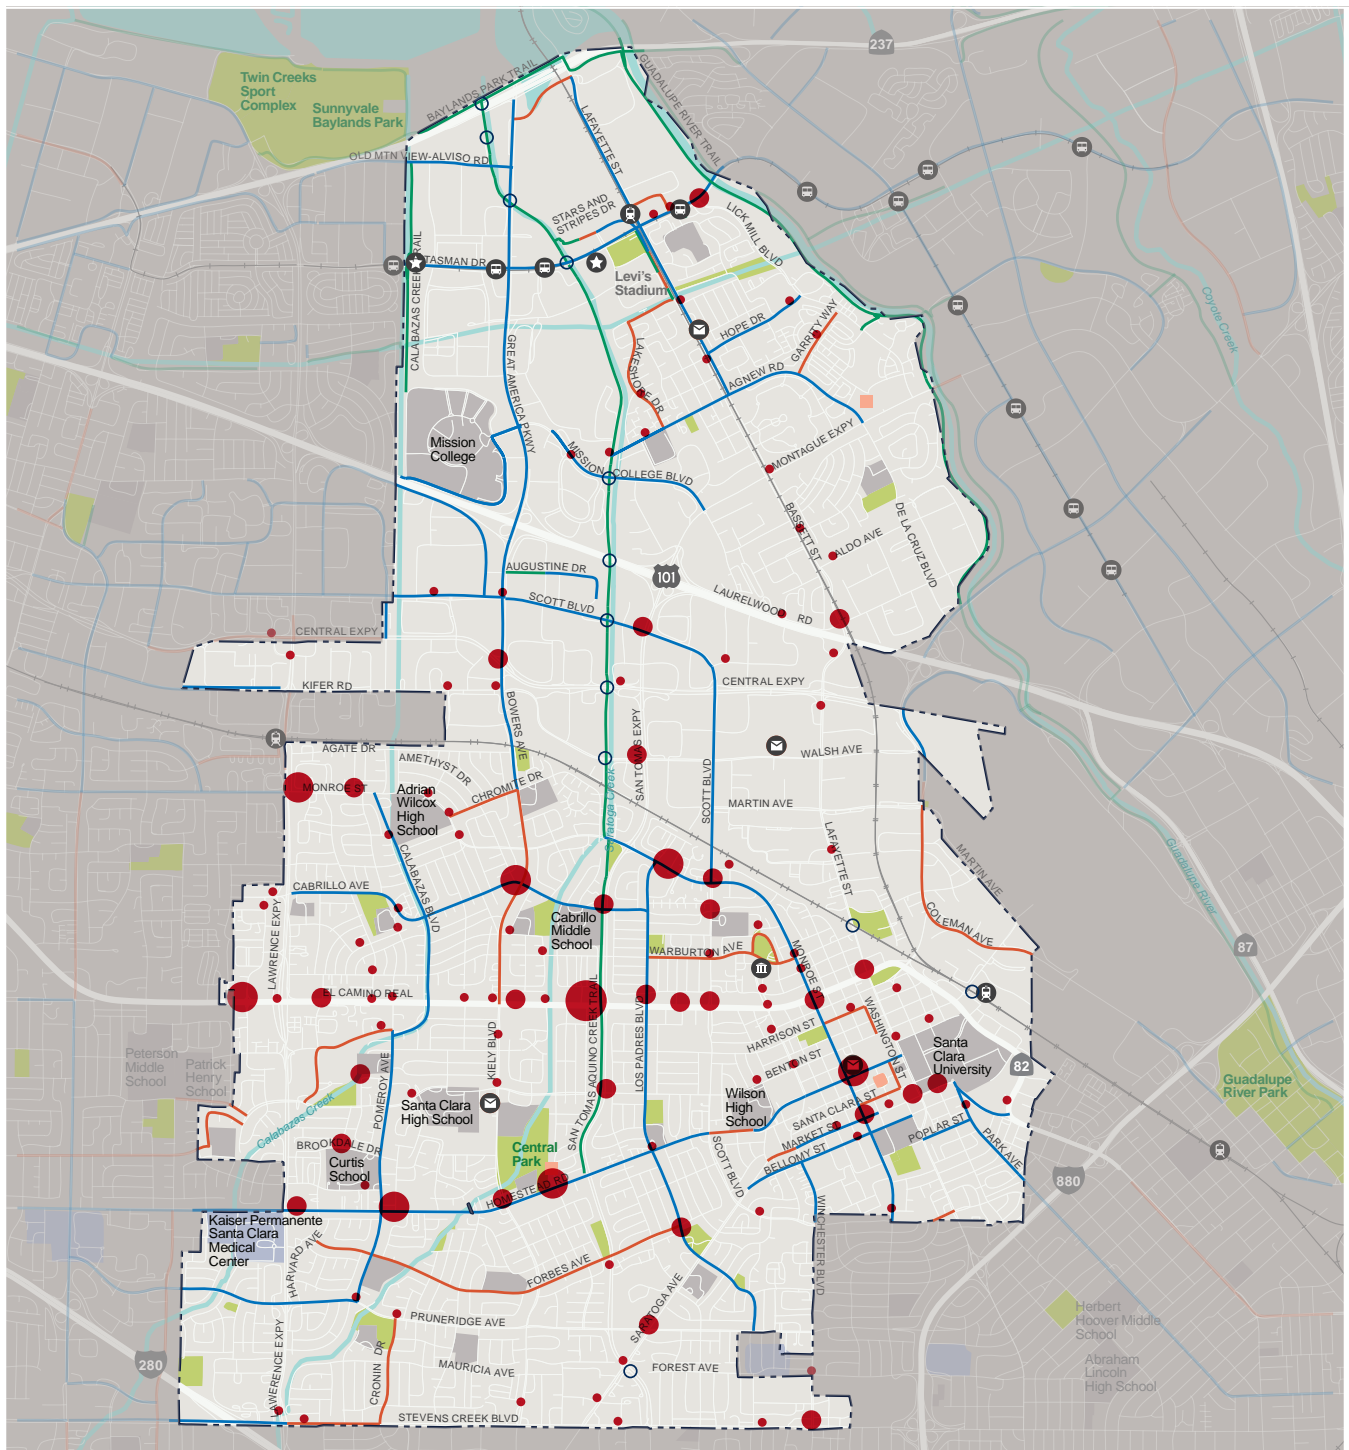 237
Twin Creeks
Sport
Complex
Sunnyvale
Baylands Park
BAYLANDS PARK TRAIL
GUADALUPE RIVER TRAIL
LAFAYETTE ST
OLD MTN VIEW-ALVISO RD
STARS AND
STRIPES DR
LICK MILL BLVD
TASMAN DR
CALABAZAS CREEK TRAIL
Levi's
Stadium
Coyote Creek
HOPE DR
GARRITY WAY
GREAT AMERICA PKWY
LAKESHORE DR
AGNEW RD
Mission
College
MISSION COLLEGE BLVD
MONTAGUE EXPY
BASSETT ST
ALDO AVE
DE LA CRUZ BLVD
AUGUSTINE DR
101
SCOTT BLVD
LAURELWOOD RD
CENTRAL EXPY
KIFER RD
CENTRAL EXPY
BOWERS AVE
SAN TOMAS EXPY
AGATE DR
AMETHYST DR
WALSH AVE
MONROE ST
Adrian
Wilcox
High
School
CHROMITE DR
Saratoga Creek
SCOTT BLVD
MARTIN AVE
LAFAYETTE ST
MARTIN AVE
Guadalupe River
CALABAZAS BLVD
CABRILLO AVE
LAWRENCE EXPY
Cabrillo
Middle
School
WARBURTON AVE
MONROE ST
COLEMAN AVE
87
EL CAMINO REAL
SAN TOMAS AQUINO CREEK TRAIL
LOS PADRES BLVD
WASHINGTON ST
HARRISON ST
KIELY BLVD
Peterson
Middle
School
Patrick
Henry
School
POMEROY AVE
BENTON ST
Santa
Clara
University
82
Guadalupe
River Park
Calabazas Creek
Santa Clara
High School
Wilson
High
School
SANTA CLARA ST
MARKET ST
POPLAR ST
PARK AVE
BROOKDALE DR
Curtis
School
Central
Park
BELLOMY ST
SCOTT BLVD
880
HOMESTEAD RD
WINCHESTER BLVD
Kaiser Permanente
Santa Clara
Medical
Center
HARVARD AVE
FORBES AVE
SARATOGA AVE
PRUNERIDGE AVE
Herbert
Hoover Middle
School
280
LAWERENCE EXPY
CRONIN DR
MAURICIA AVE
FOREST AVE
Abraham
Lincoln
High School
STEVENS CREEK BLVD